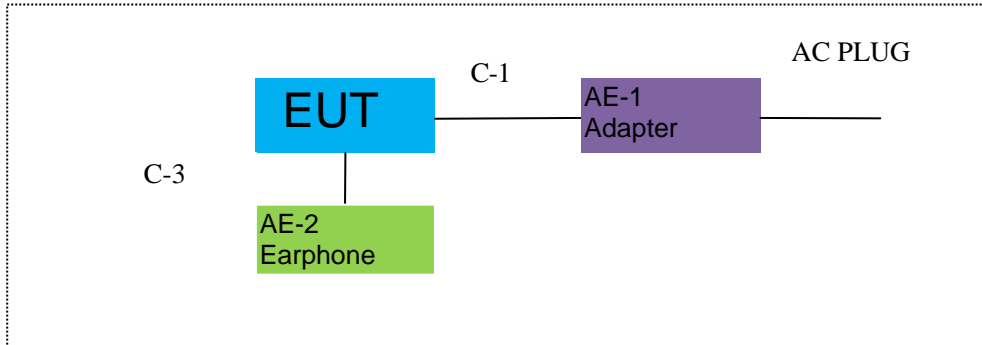 AC PLUG
C-1
EUT
AE-1
Adapter
C-3
AE-2
Earphone